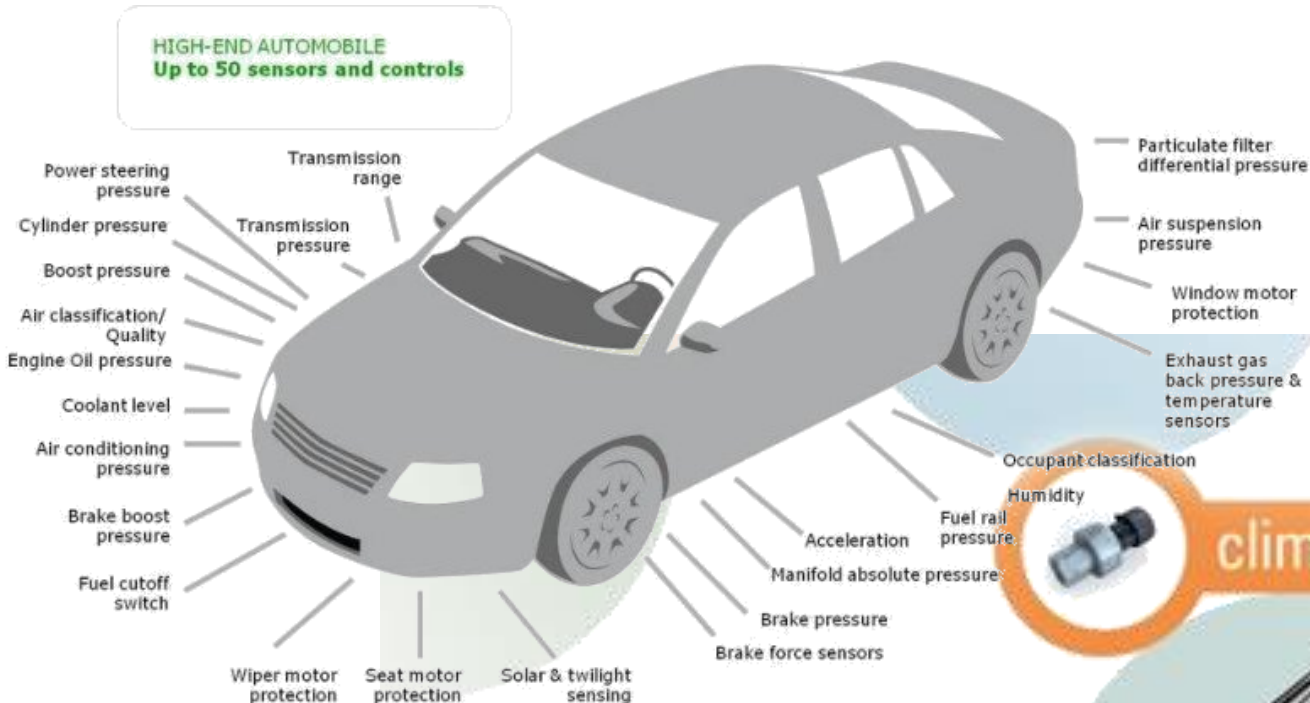 HIGH-END AUTOMOBILE
Up to 50 sensors and controls
Transmission
range
Power steering
pressure
Transmission
pressure
Cylinder pressure
Boost pressure
Air classification/
Quality
Engine Oil pressure
Coolant level
Air conditioning
pressure
Brake boost
pressure
Fuel cutoff
switch
Wiper motor
protection
Seat motor
protection
Solar & twilight
sensing
Brake force sensors
Brake pressure
Manifold absolute pressure
Acceleration
Fuel rail
pressure
Humidity
Occupant classification
Exhaust gas
back pressure &
temperature
sensors
Window motor
protection
Air suspension
pressure
Particulate filter
differential pressure
clim